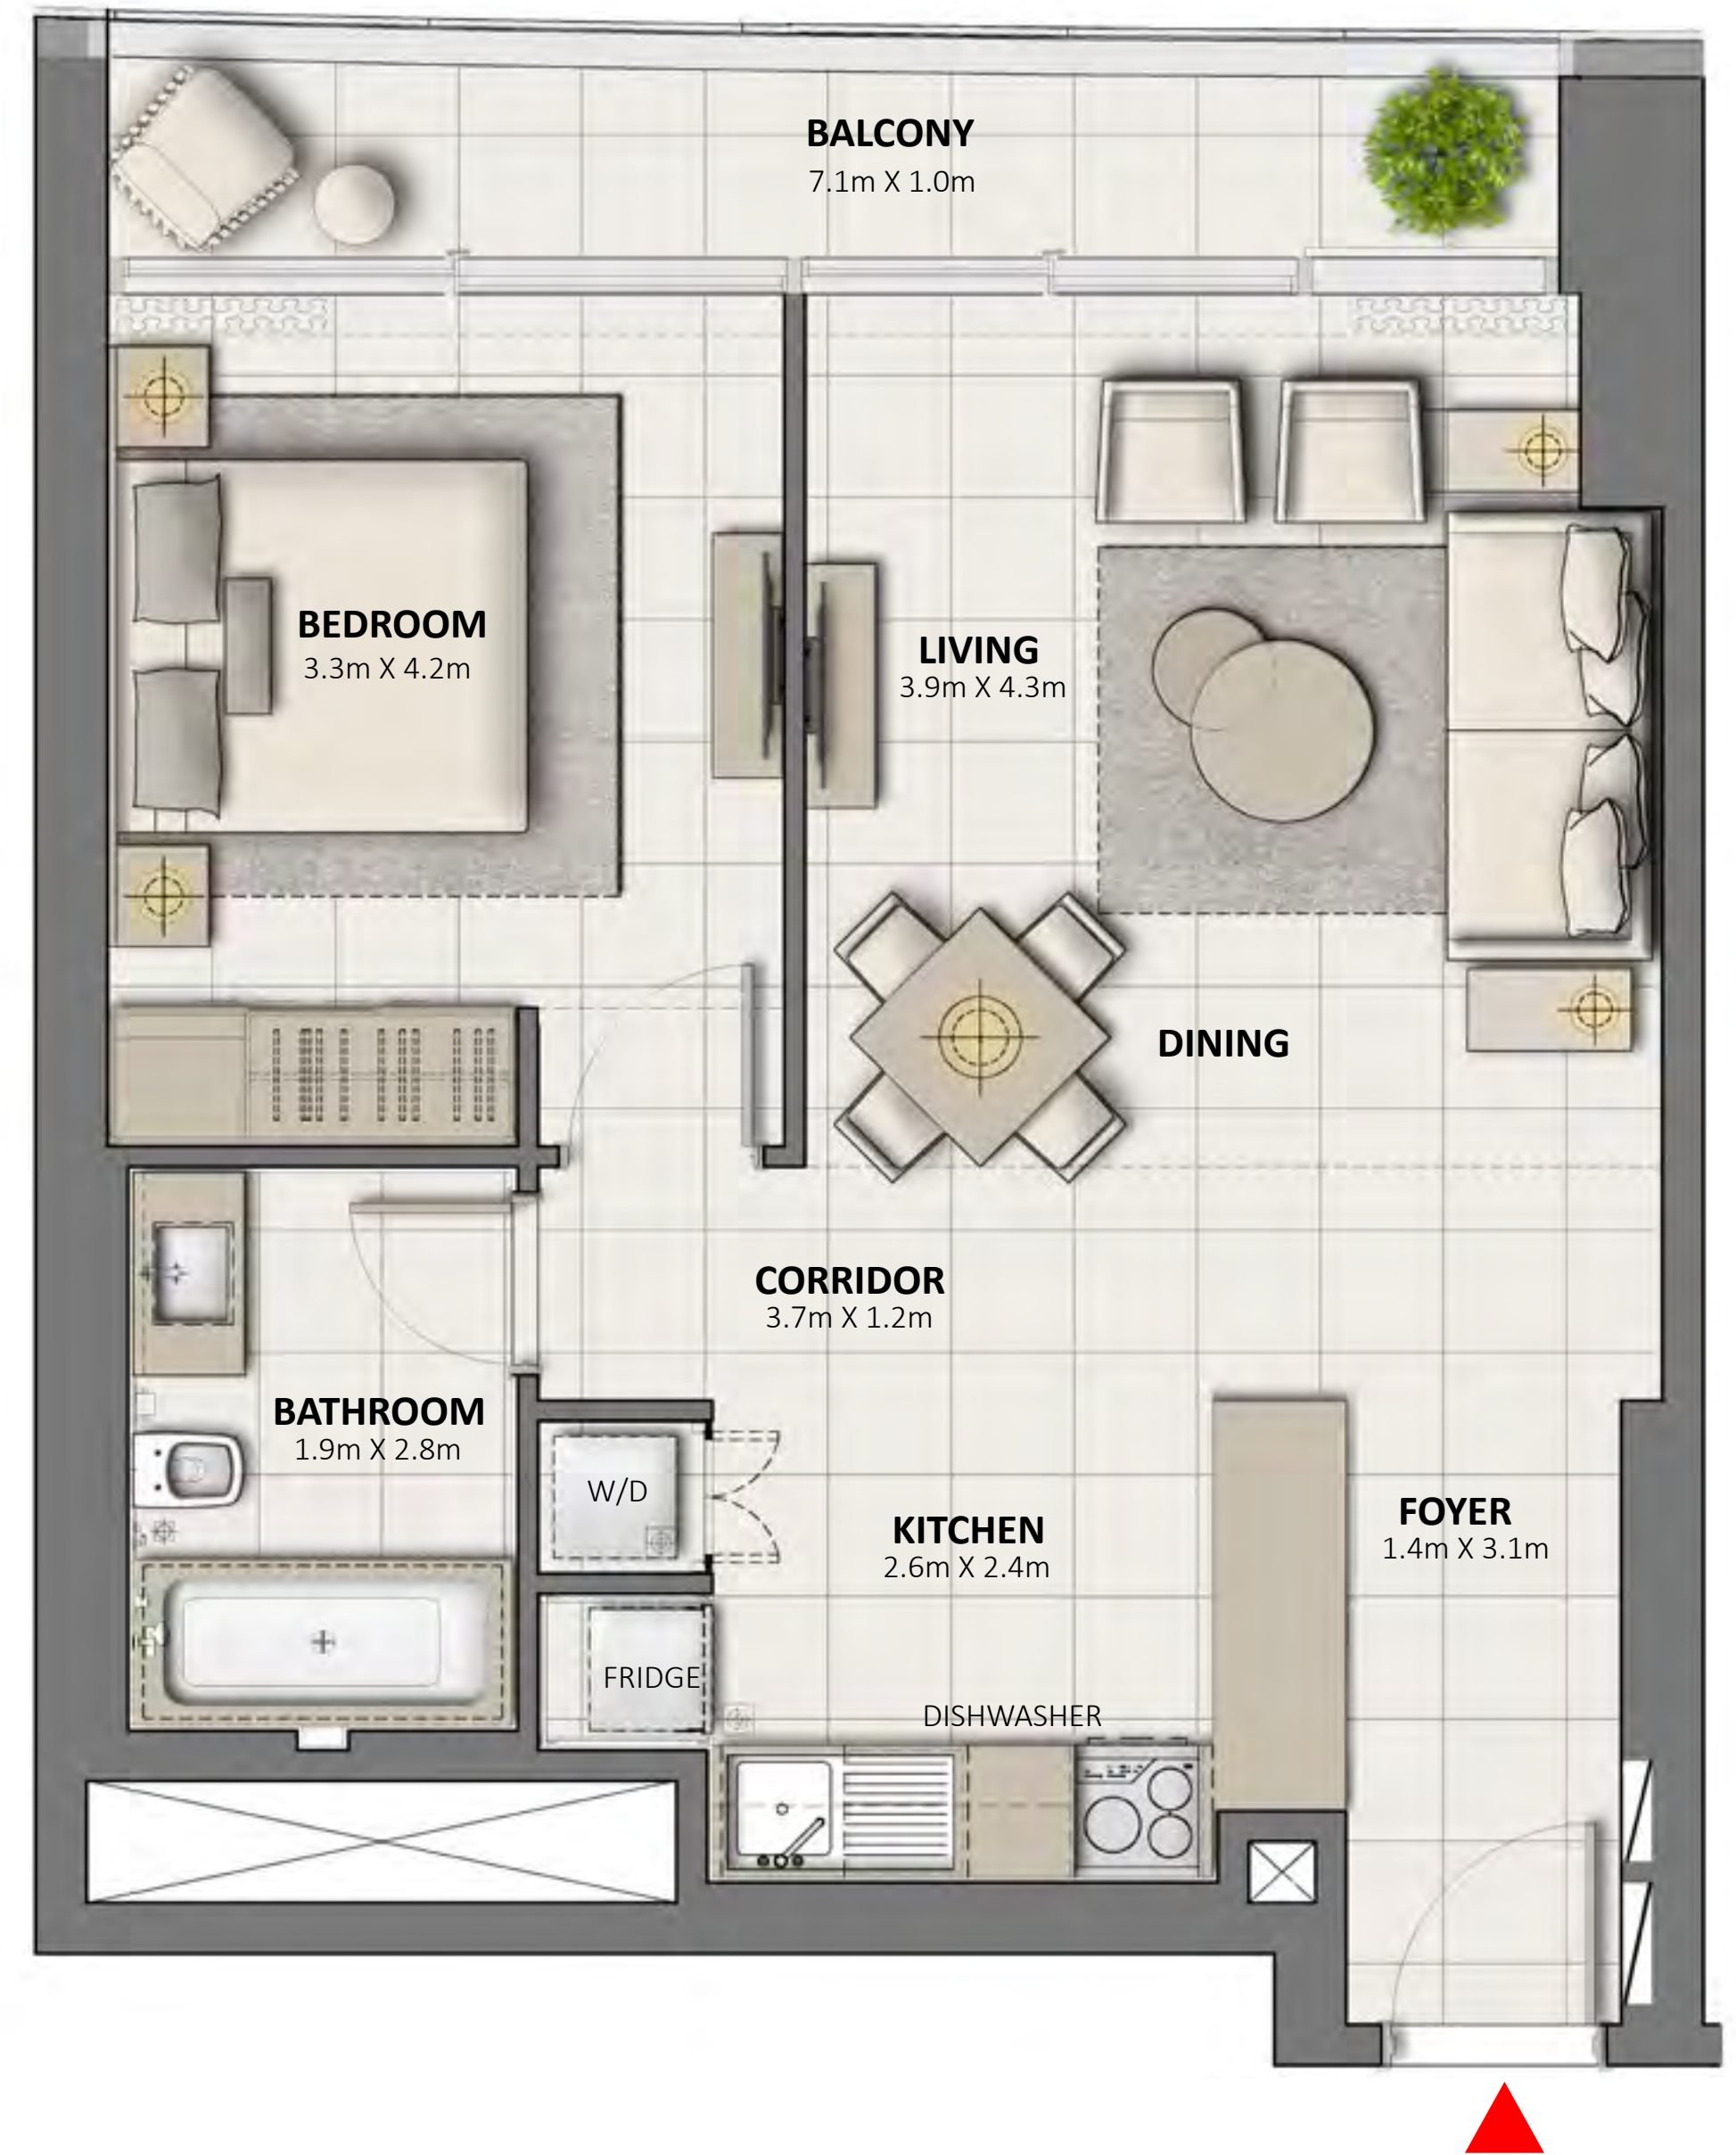 BALCONY
7.1m X 1.0m
BEDROOM
3.3m X 4.2m
LIVING
3.9m X 4.3m
DINING
CORRIDOR
3.7m X 1.2m
BATHROOM
1.9m X 2.8m
W/D
KITCHEN
2.6m X 2.4m
FOYER
1.4m X 3.1m
FRIDGE
DISHWASHER